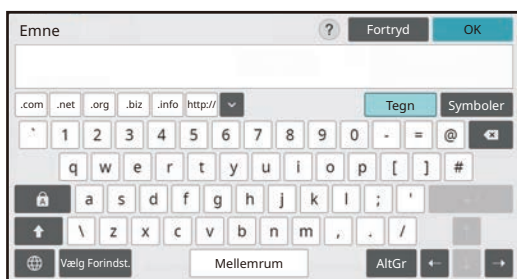 Emne ? Fortryd OK
.com .net .org .biz .info http:// Tegn Symboler
` 1 2 3 4 5 6 7 8 9 0 - = @
q w e r t y u i o p [ ] #
A a s d f g h j k l ; '
\ z x c v b n m , . /
Vælg Forindst. Mellemrum AltGr